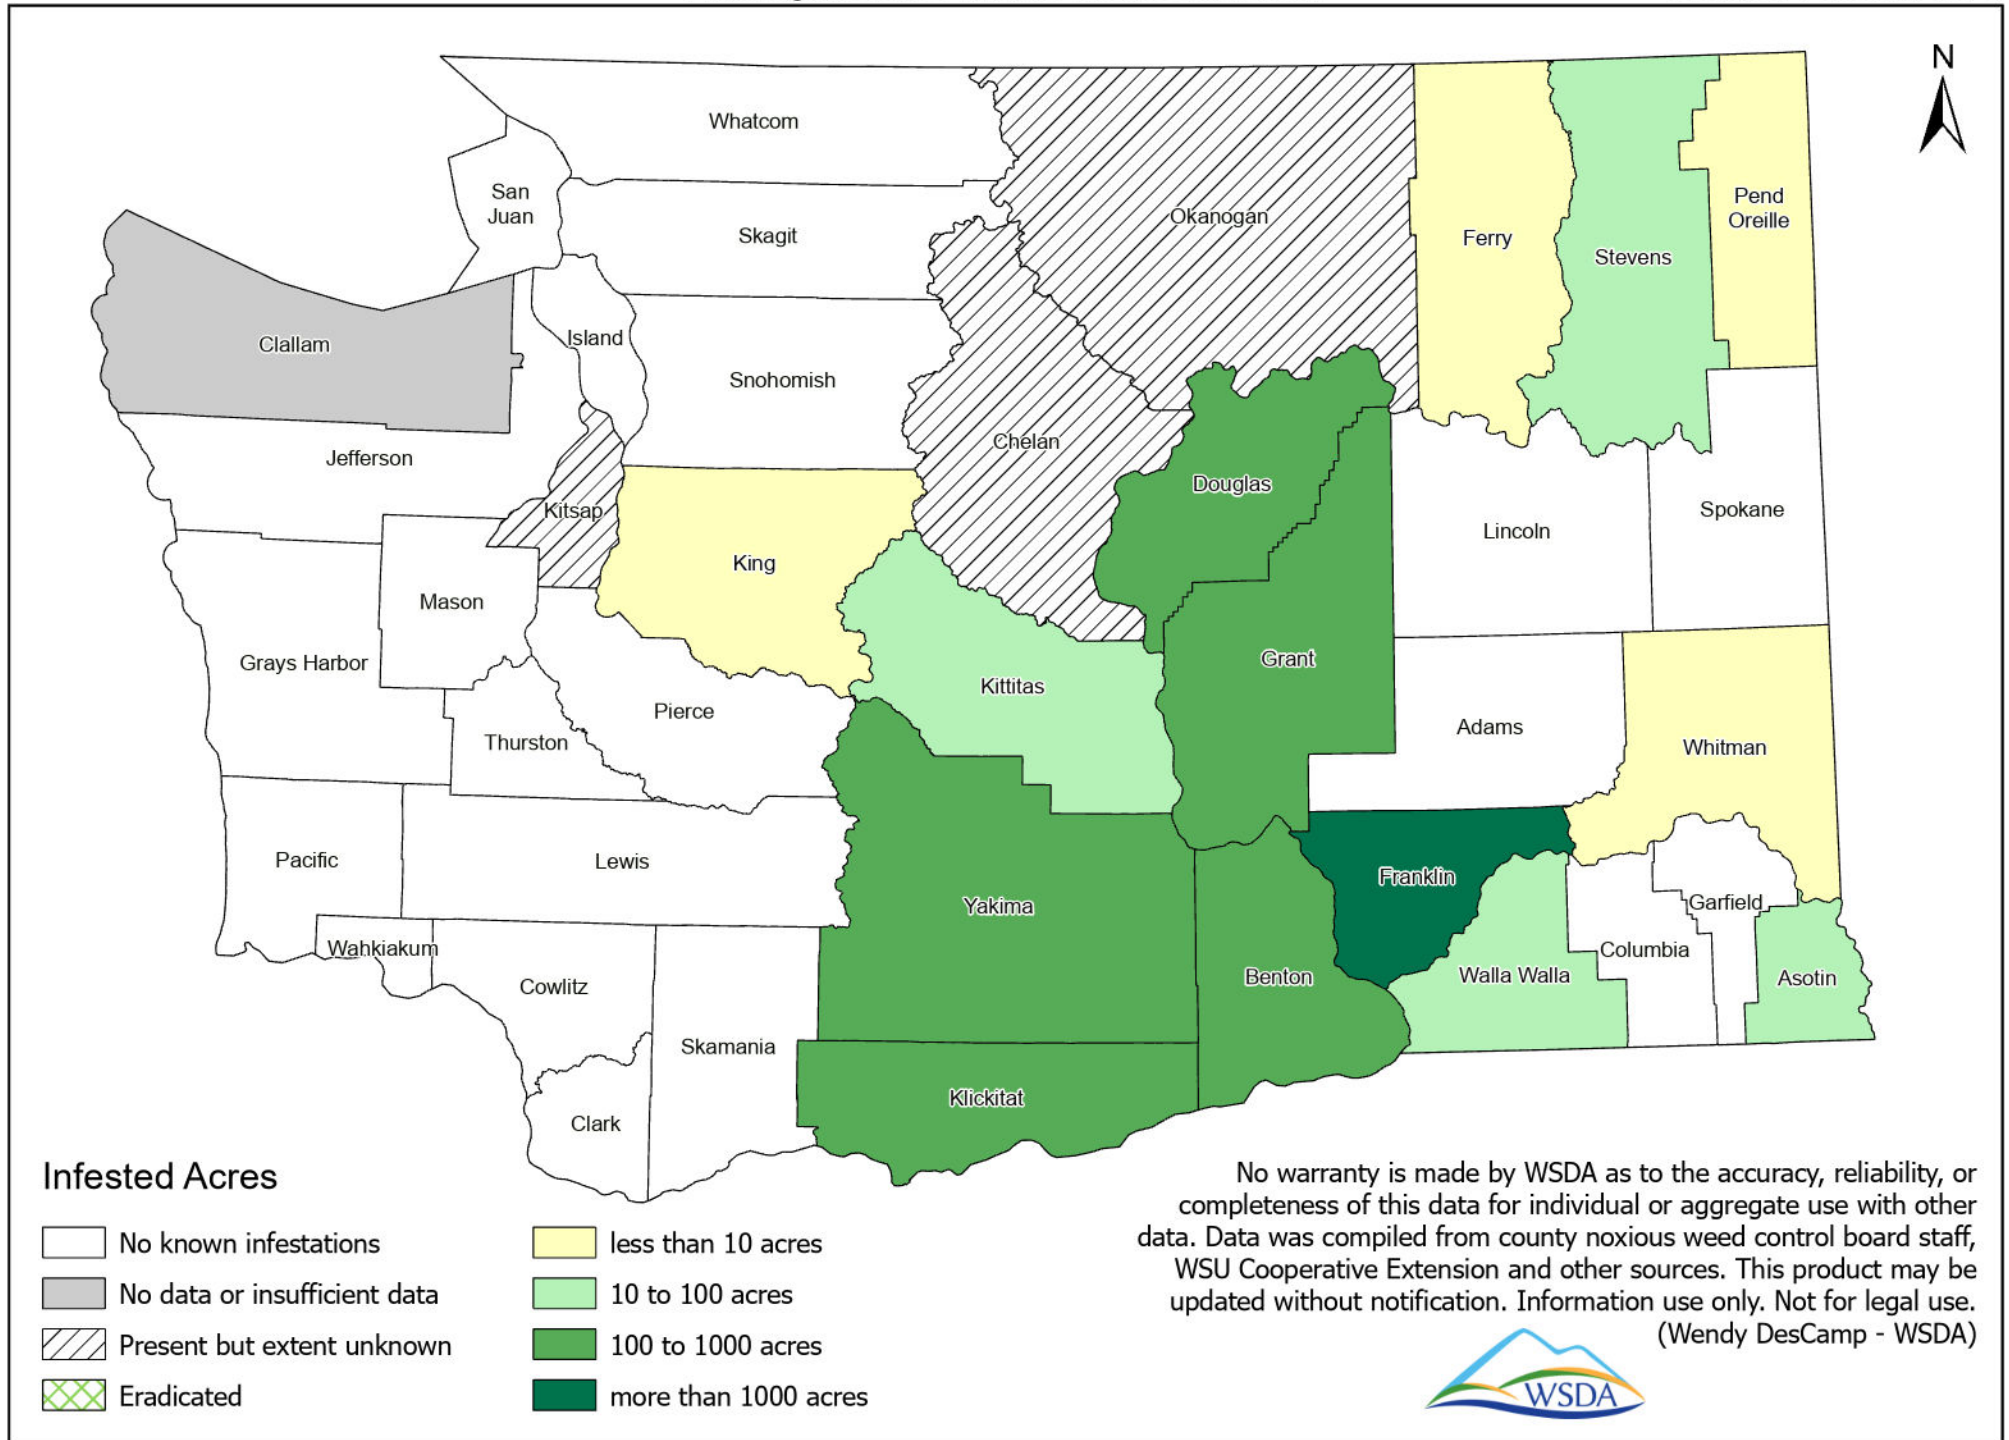 N
Whatcom
San
Juan
Skagit
Okanogan
Ferry
Stevens
Pend
Oreille
Clallam
Island
Snohomish
Chelan
Jefferson
Kitsap
King
Douglas
Lincoln
Spokane
Mason
Grays Harbor
Kittitas
Grant
Thurston
Pierce
Adams
Whitman
Pacific
Lewis
Yakima
Franklin
Garfield
Wahkiakum
Cowlitz
Benton
Walla Walla
Columbia
Asotin
Skamania
Klickitat
Clark
Infested Acres
No known infestations
No data or insufficient data
Present but extent unknown
Eradicated
less than 10 acres
10 to 100 acres
100 to 1000 acres
more than 1000 acres
No warranty is made by WSDA as to the accuracy, reliability, or
completeness of this data for individual or aggregate use with other
data. Data was compiled from county noxious weed control board staff,
WSU Cooperative Extension and other sources. This product may be
updated without notification. Information use only. Not for legal use.
(Wendy DesCamp - WSDA)
WSDA